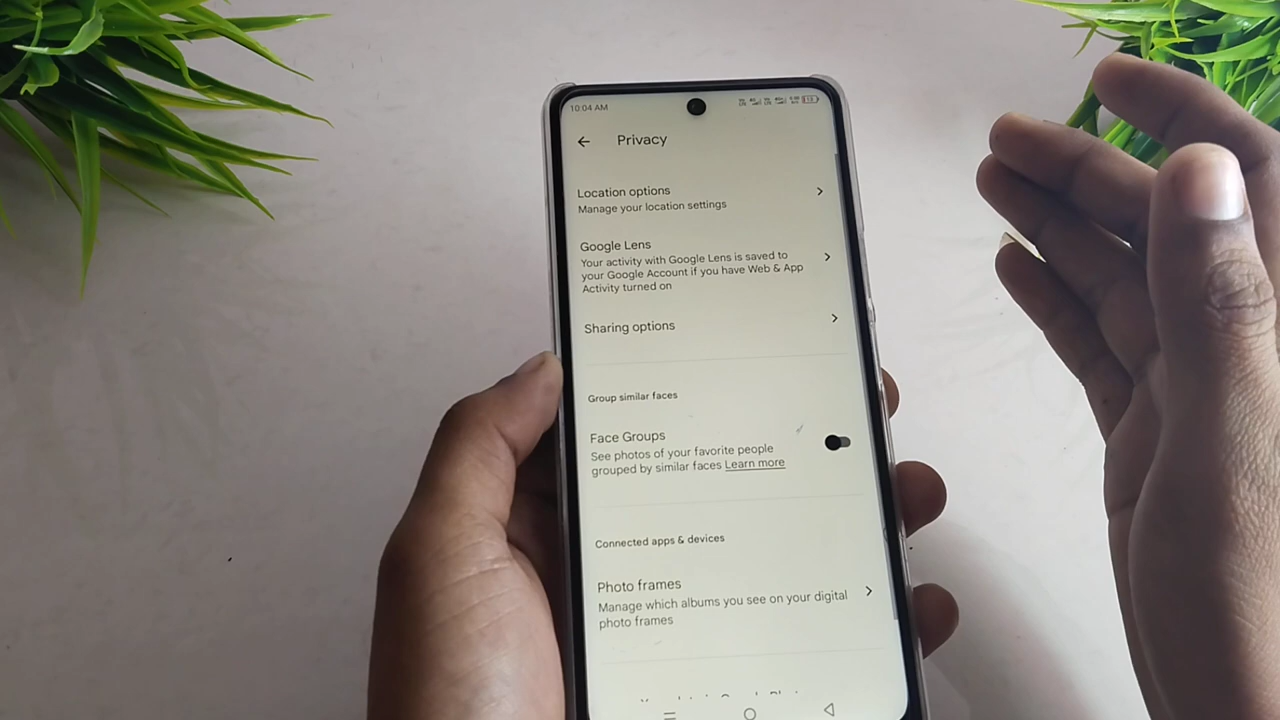 10:04 AM
Privacy
Location options
Manage your location settings
Google Lens
Your activity with Google Lens is saved to
your Google Account if you have Web & App
Activity turned on
Sharing options
Group similar faces
Face Groups
See photos of your favorite people
grouped by similar faces Learn more
Connected apps & devices
Photo frames
Manage which albums you see on your digital
photo frames